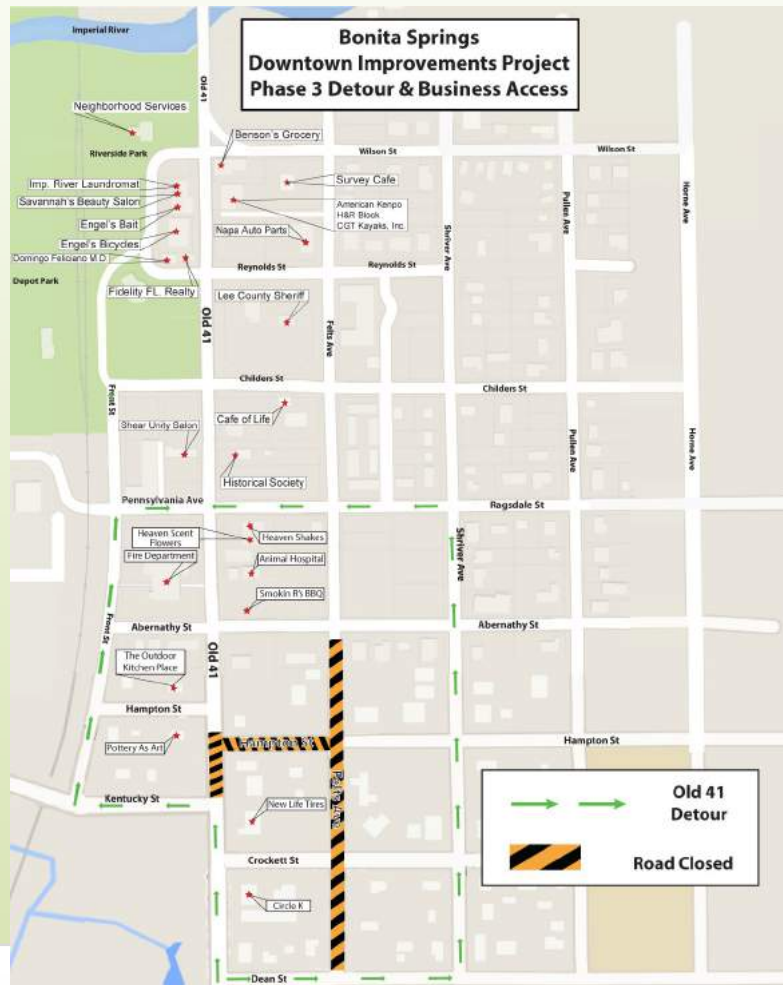 Bonita Springs
Downtown Improvements Project
Phase 3 Detour & Business Access
Imperial River
Old 41
Neighborhood Services
Benson's Grocery
Riverside Park
Wilson St
Wilson St
Imp. River Laundromat
Savannah's Beauty Salon
Survey Cafe
American Kenpo
H&R Block
CGT Kayaks, Inc
Engel's Bait
Engel's Bicycles
Napa Auto Parts
Shriver Ave
Pullen Ave
Horne Ave
Domingo Feliciano M.D.
Reynolds St
Reynolds St
Depot Park
Fidelity FL. Realty
Lee County Sheriff
Old 41
Felts Ave
Childers St
Childers St
Front St
Cafe of Life
Shear Unity Salon
Historical Society
Pullen Ave
Horne Ave
Pennsylvania Ave
Ragsdale St
Heaven Scent
Flowers
Heaven Shakes
Fire Department
Animal Hospital
Shriver Ave
Smokin R's BBQ
Front St
Abernathy St
Abernathy St
Old 41
The Outdoor
Kitchen Place
Hampton St
Hampton St
Hampton St
Pottery As Art
Felts Ave
Kentucky St
New Life Tires
Old 41
Detour
Crockett St
Road Closed
Circle K
Dean St